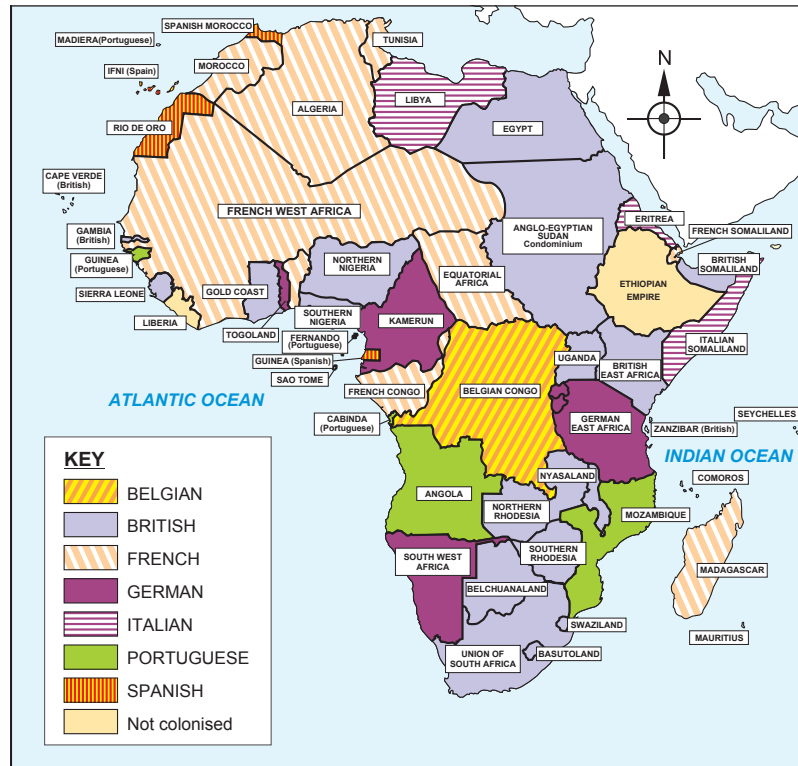 SPANISH MOROCCO
MADIERA(Portuguese)
TUNISIA
MOROCCO
IFNI (Spain)
ALGERIA
LIBYA
N
RIO DE ORO
EGYPT
CAPE VERDE
(British)
FRENCH WEST AFRICA
ANGLO-EGYPTIAN
SUDAN
Condominium
ERITREA
FRENCH SOMALILAND
GAMBIA
(British)
NORTHERN
NIGERIA
EQUATORIAL
AFRICA
BRITISH
SOMALILAND
GUINEA
(Portuguese)
ETHIOPIAN
EMPIRE
SIERRA LEONE
GOLD COAST
LIBERIA
TOGOLAND
SOUTHERN
NIGERIA
KAMERUN
FERNANDO
(Portuguese)
ITALIAN
SOMALILAND
GUINEA (Spanish)
UGANDA
BRITISH
EAST AFRICA
SAO TOME
FRENCH CONGO
BELGIAN CONGO
ATLANTIC OCEAN
CABINDA
(Portuguese)
GERMAN
EAST AFRICA
SEYCHELLES
ZANZIBAR (British)
INDIAN OCEAN
NYASALAND
COMOROS
ANGOLA
NORTHERN
RHODESIA
MOZAMBIQUE
SOUTH WEST
AFRICA
SOUTHERN
RHODESIA
MADAGASCAR
BELCHUANALAND
SWAZILAND
MAURITIUS
UNION OF
SOUTH AFRICA
BASUTOLAND
KEY
BELGIAN
BRITISH
FRENCH
GERMAN
ITALIAN
PORTUGUESE
SPANISH
Not colonised